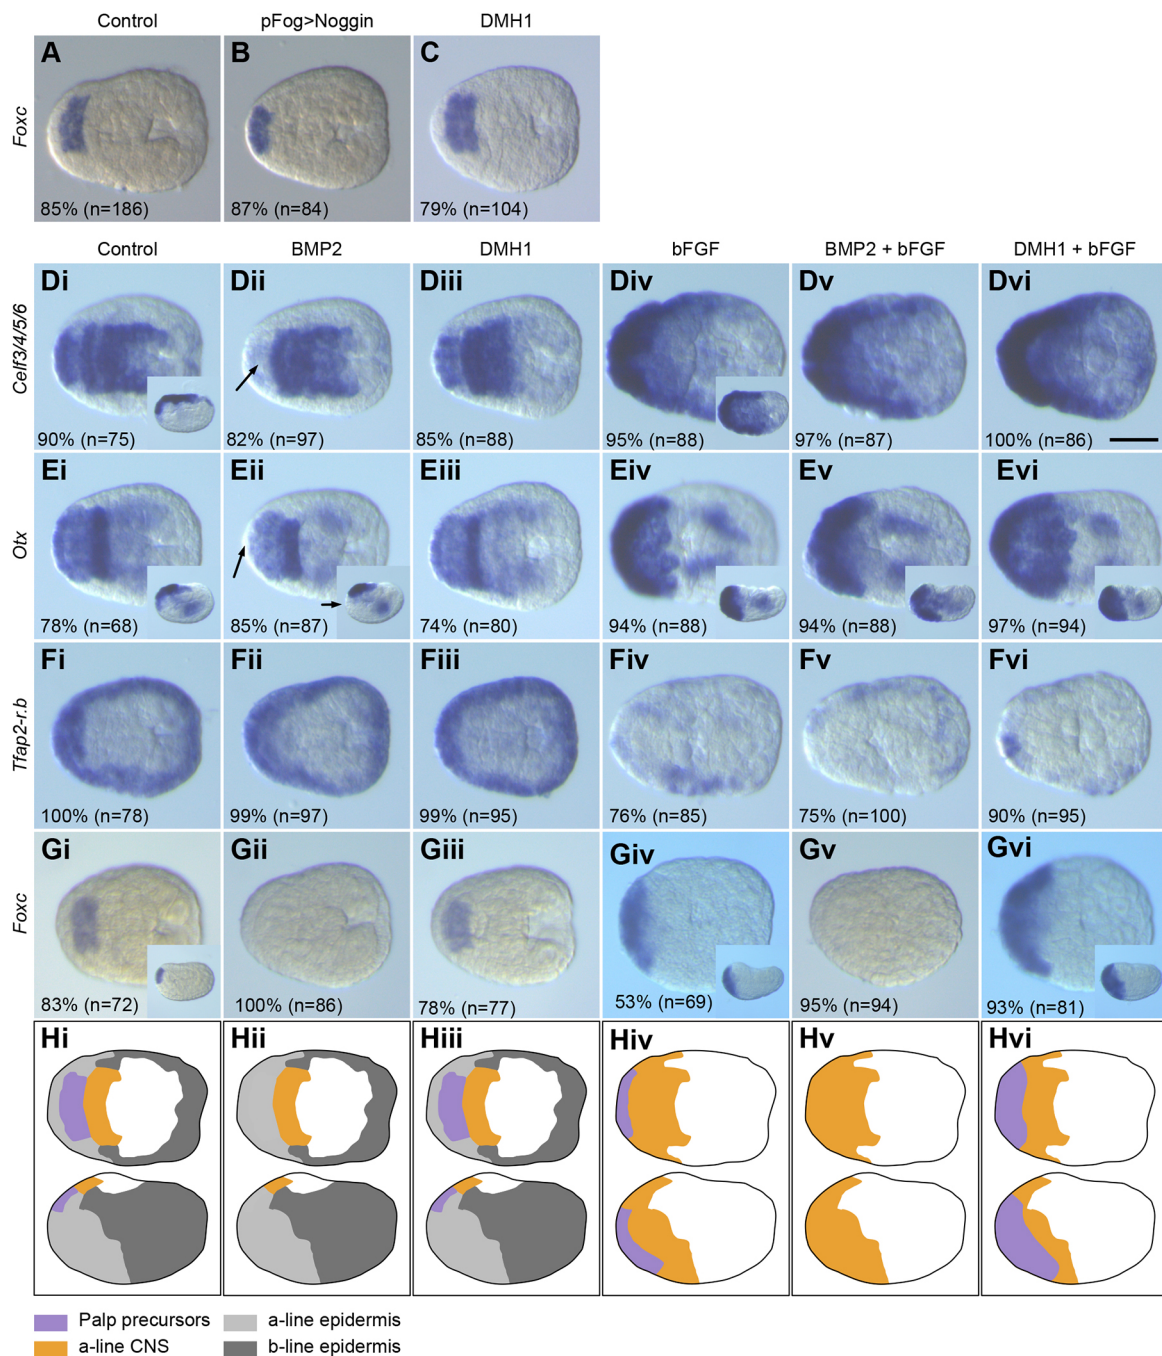 Control pFog>Noggin DMH1
A B C
Foxc
85% (n=186) 87% (n=84) 79% (n=104)
Control BMP2 DMH1 bFGF BMP2 + bFGF DMH1 + bFGF
Di Dii Diii Div Dv Dvi
Celf3/4/5/6
90% (n=75) 82% (n=97) 85% (n=88) 95% (n=88) 97% (n=87) 100% (n=86)
Ei Eii Eiii Eiv Ev Evi
Otx
78% (n=68) 85% (n=87) 74% (n=80) 94% (n=88) 94% (n=88) 97% (n=94)
Fi Fii Fiii Fiv Fv Fvi
Tfap2-r.b
100% (n=78) 99% (n=97) 99% (n=95) 76% (n=85) 75% (n=100) 90% (n=95)
Gi Gii Giii Giv Gv Gvi
Foxc
83% (n=72) 100% (n=86) 78% (n=77) 53% (n=69) 95% (n=94) 93% (n=81)
Hi Hii Hiii Hiv Hv Hvi
Palp precursors a-line epidermis
a-line CNS b-line epidermis